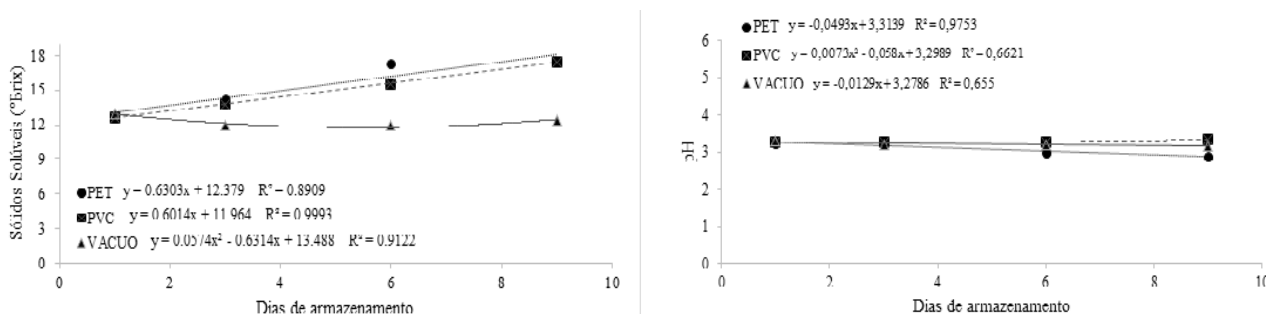 Sólidos Solúveis (°Brix)
18
15
12
9
6
3
0
PET y = 0.6303x + 12.379 R² = 0.8909
PVC y = 0.6014x + 11.964 R² = 0.9993
VACUO y = 0.0574x² - 0.6314x + 13.488 R² = 0.9122
0 2 4 6 8 10
Dias de armazenamento
PET y = -0,0493x + 3,3139 R² = 0,9753
PVC y = 0,0073x² - 0,058x + 3,2989 R² = 0,6621
VACUO y = -0,0129x + 3,2786 R² = 0,655
pH
6
5
4
3
2
1
0
0 2 4 6 8 10
Dias de armazenamento